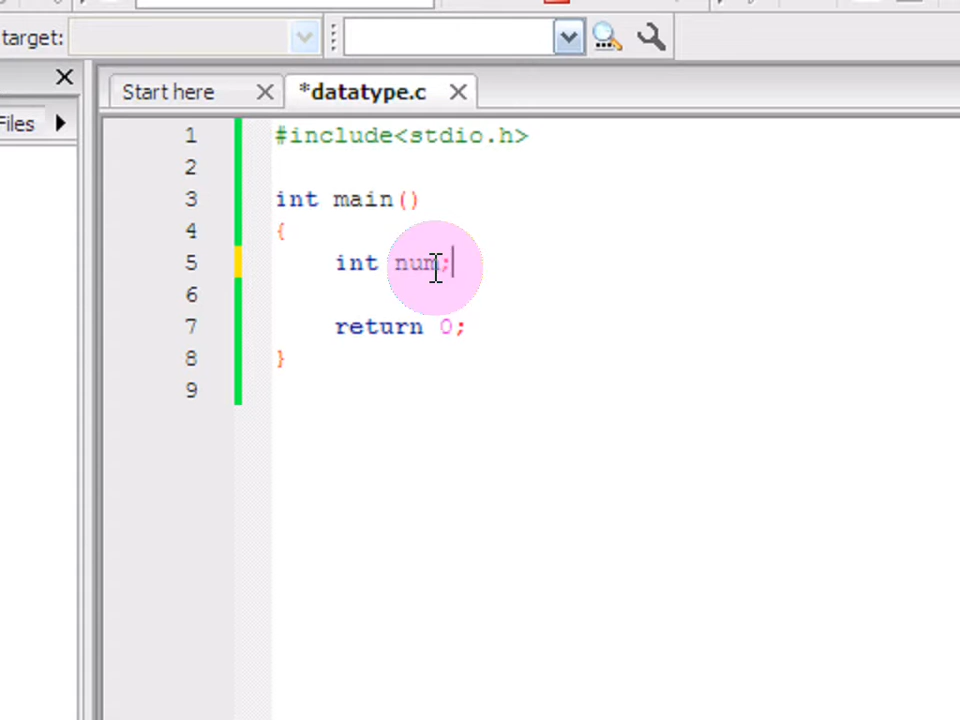 target:
Start here
*datatype.c
Files
1 #include<stdio.h>
2
3 int main()
4 {
5 int num;
6
7 return 0;
8 }
9